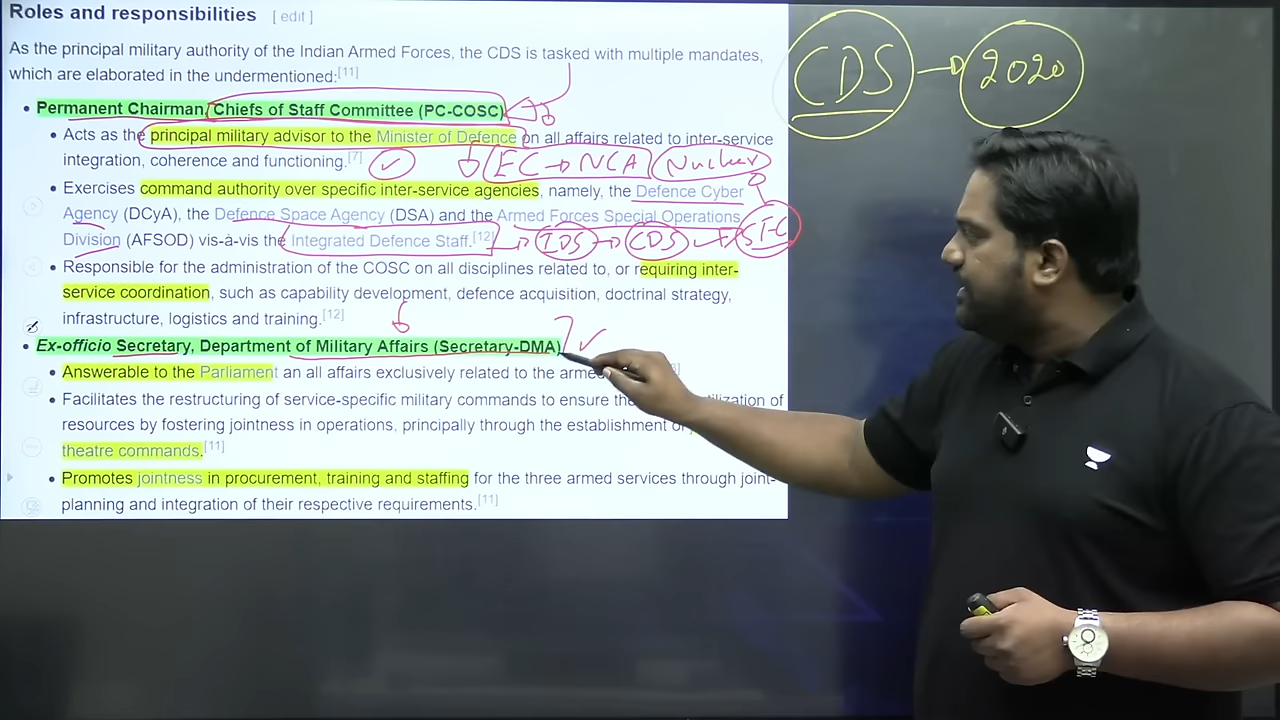 Roles and responsibilities [ edit ]
As the principal military authority of the Indian Armed Forces, the CDS is tasked with multiple mandates,
which are elaborated in the undermentioned:[11]
• Permanent Chairman, Chiefs of Staff Committee (PC-COSC)
• Acts as the principal military advisor to the Minister of Defence on all affairs related to inter-service
integration, coherence and functioning.[7]
EC → NCA Nuclear
• Exercises command authority over specific inter-service agencies, namely, the Defence Cyber
Agency (DCyA), the Defence Space Agency (DSA) and the Armed Forces Special Operations
Division (AFSOD) vis-à-vis the Integrated Defence Staff.[12]
IDS → CDS
• Responsible for the administration of the COSC on all disciplines related to, or requiring inter-
service coordination, such as capability development, defence acquisition, doctrinal strategy,
infrastructure, logistics and training.[12]
• Ex-officio Secretary, Department of Military Affairs (Secretary-DMA)
• Answerable to the Parliament an all affairs exclusively related to the
• Facilitates the restructuring of service-specific military commands to ensure of
resources by fostering jointness in operations, principally through the establishment
theatre commands.[11]
• Promotes jointness in procurement, training and staffing for the three armed services through joint-
planning and integration of their respective requirements.[11]
CDS → 2020